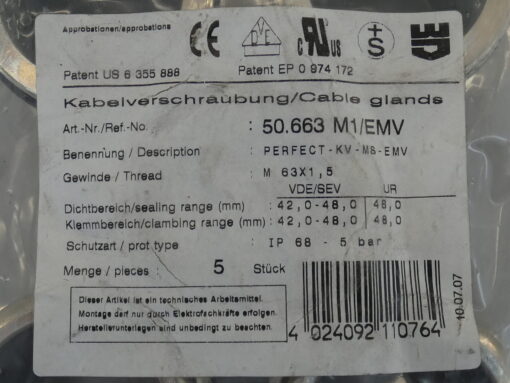 Approbationen/approbations
CE
VDE
c RU us
+S
Patent US 6 355 888
Patent EP 0 974 172
Kabelverschraubung/Cable glands
Art.-Nr./Ref.-No. : 50.663 M1/EMV
Benennung / Description : PERFECT-KV-MS-EMV
Gewinde / Thread : M 63X1,5
VDE/SEV UR
Dichtbereich/sealing range (mm) : 42,0-48,0 48,0
Klemmbereich/clambing range (mm) : 42,0-48,0 48,0
Schutzart / prot.type : IP 68 - 5 bar
Menge / pieces : 5 Stück
Dieser Artikel ist ein technisches Arbeitsmittel.
Montage darf nur durch Elektrofachkräfte erfolgen.
Herstellerunterlagen sind unbedingt zu beachten.
4 024092 110764
10.07.07